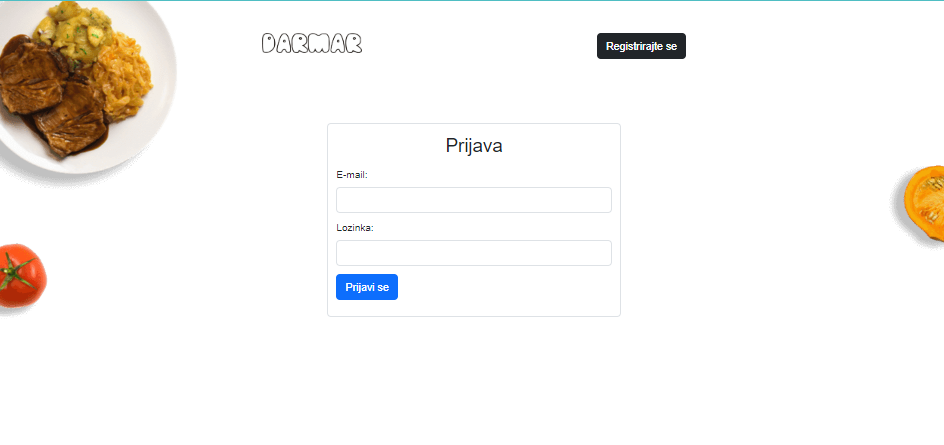 DARMAR
Registrirajte se
Prijava
E-mail:
Lozinka:
Prijavi se